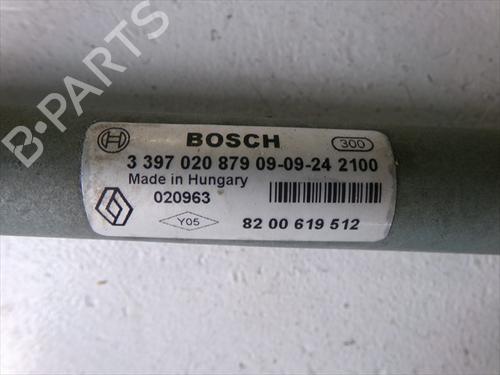 B-PARTS
BOSCH 300
3 397 020 879 09-09-24 2100
Made in Hungary
020963
Y05 82 00 619 512